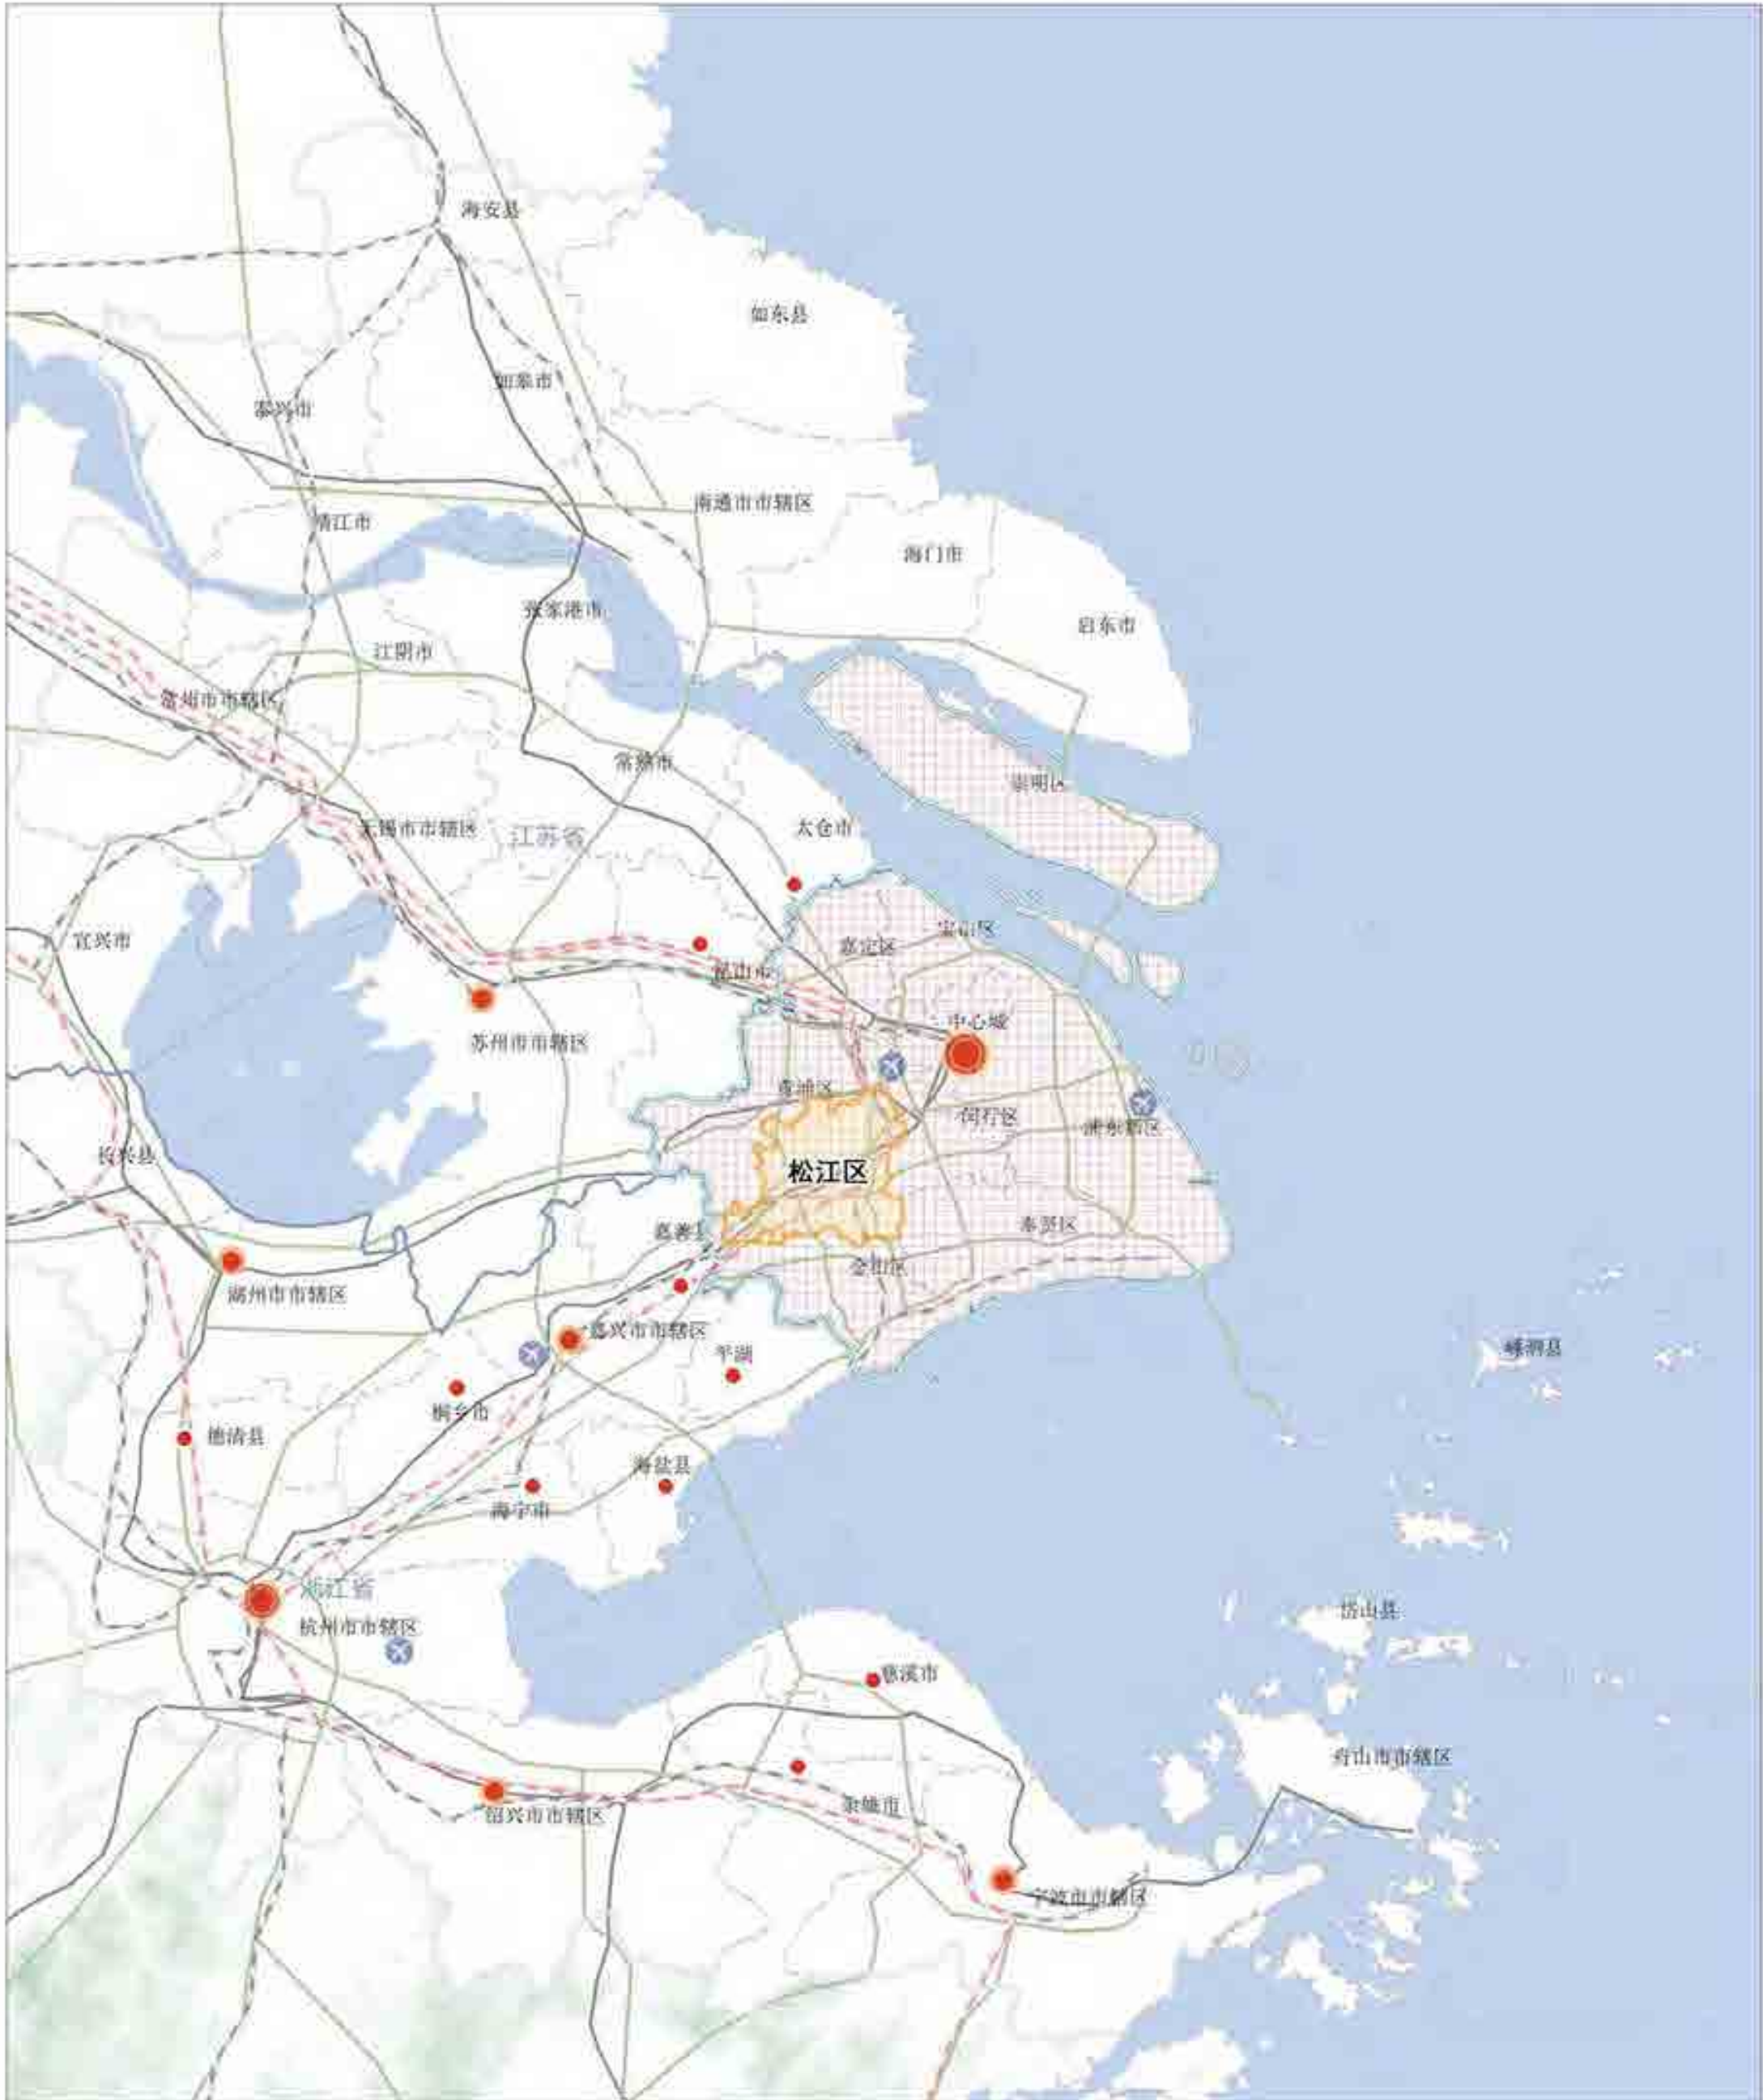 海安县
如东县
如皋市
泰兴市
南通市市辖区
靖江市
海门市
张家港市
启东市
江阴市
常州市市辖区
常熟市
崇明区
无锡市市辖区
江苏省
太仓市
宝山区
宜兴市
嘉定区
昆山市
中心城
苏州市市辖区
青浦区
闵行区
浦东新区
长兴县
松江区
奉贤区
嘉善县
金山区
湖州市市辖区
嘉兴市市辖区
平湖
嵊泗县
桐乡市
德清县
海盐县
海宁市
浙江省
岱山县
杭州市市辖区
慈溪市
舟山市市辖区
余姚市
绍兴市市辖区
宁波市市辖区